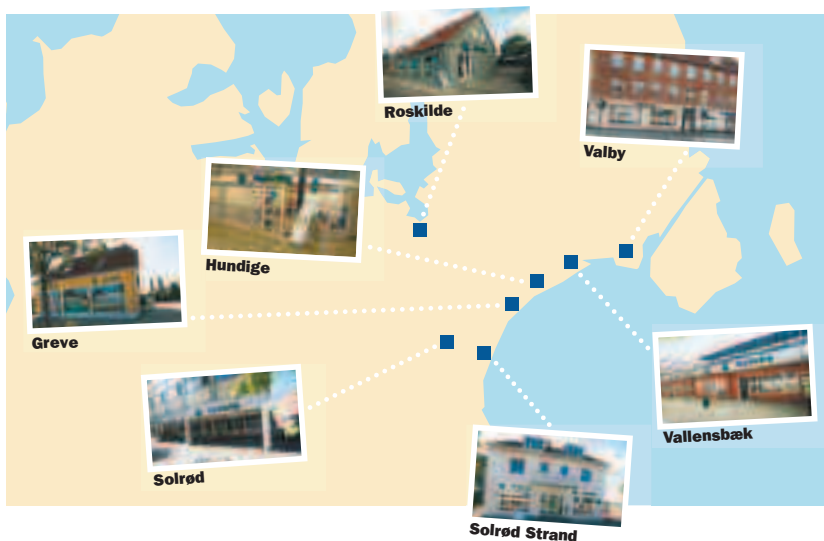 Roskilde
Valby
Hundige
Greve
Vallensbæk
Solrød
Solrød Strand